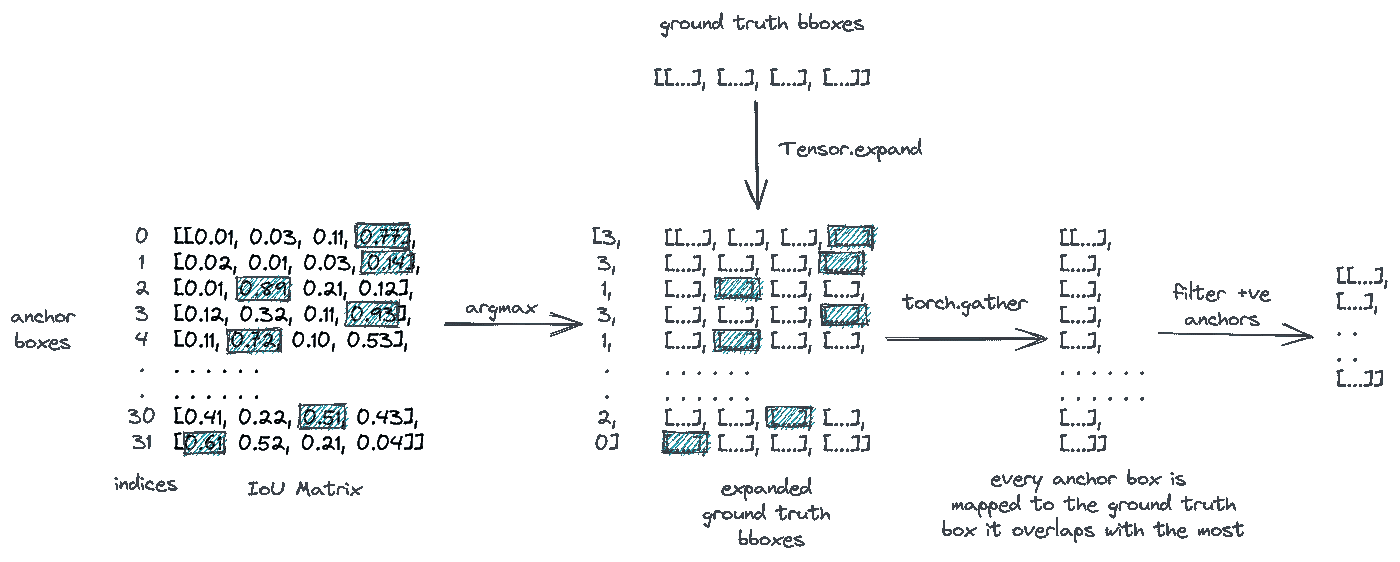 ground truth bboxes
[[...], [...], [...], [...]]
Tensor.expand
anchor
boxes
0 [[0.01, 0.03, 0.11, 0.77],
1 [0.02, 0.01, 0.03, 0.14],
2 [0.01, 0.89, 0.21, 0.12],
3 [0.12, 0.32, 0.11, 0.93],
4 [0.11, 0.72, 0.10, 0.53],
. . . . . . .
. . . . . . .
30 [0.41, 0.22, 0.51, 0.43],
31 [0.61, 0.52, 0.21, 0.04]]
indices
IoU Matrix
argmax
[3,
3,
1,
3,
1,
.
.
2,
0]
[[...], [...], [...], [...],
[...], [...], [...], [...],
[...], [...], [...], [...],
[...], [...], [...], [...],
[...], [...], [...], [...],
. . . . . .
. . . . . .
[...], [...], [...], [...],
[...], [...], [...], [...]]
expanded
ground truth
bboxes
torch.gather
[[...],
[...],
[...],
[...],
[...],
. . . . . .
. . . . . .
[...],
[...]]
every anchor box is
mapped to the ground truth
box it overlaps with the most
filter +ve
anchors
[[...],
[...],
. .
. .
[...]]